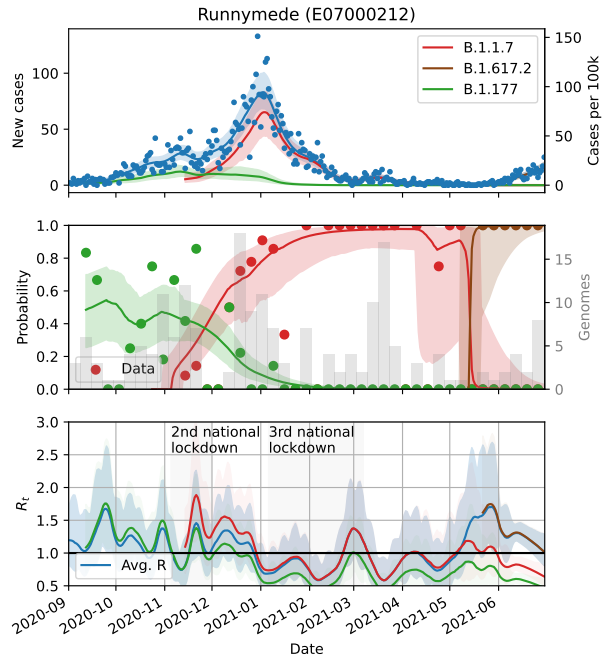 Runnymede (E07000212)
New cases
100
50
0
B.1.1.7
B.1.617.2
B.1.177
150
100
50
0
Cases per 100k
Probability
1.0
0.8
0.6
0.4
0.2
0.0
Data
15
10
5
0
Genomes
R_t
3.0
2.5
2.0
1.5
1.0
0.5
2nd national
lockdown
3rd national
lockdown
Avg. R
2020-09
2020-10
2020-11
2020-12
2021-01
2021-02
2021-03
2021-04
2021-05
2021-06
Date